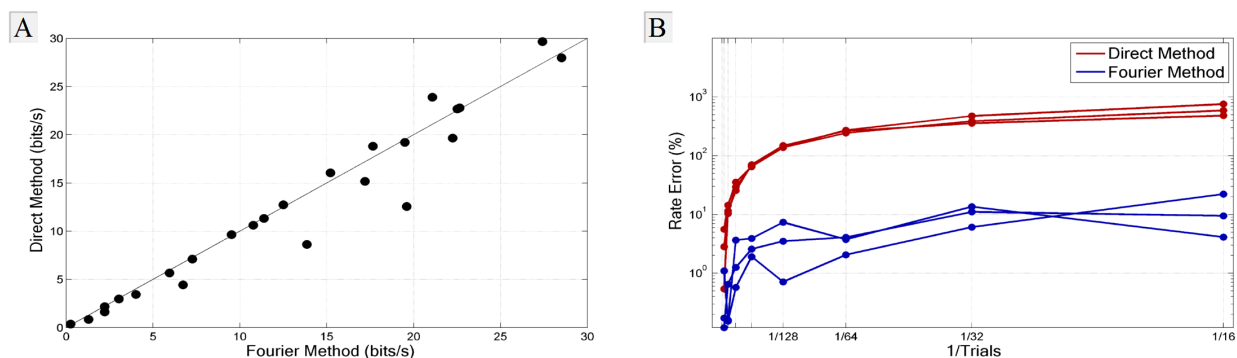 A
Direct Method (bits/s)
30
25
20
15
10
5
0
0 5 10 15 20 25 30
Fourier Method (bits/s)
B
Rate Error (%)
10³
10²
10¹
10⁰
Direct Method
Fourier Method
1/128 1/64 1/32 1/16
1/Trials